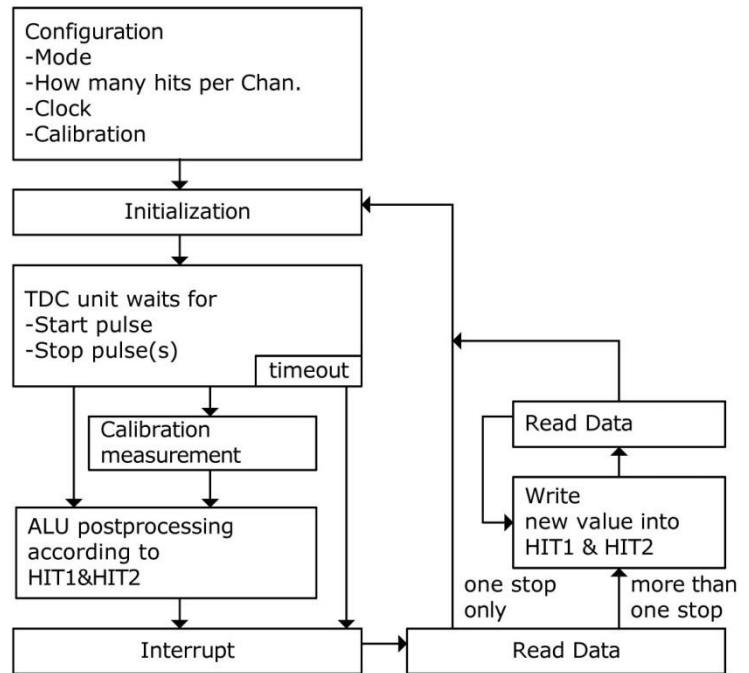 Configuration
-Mode
-How many hits per Chan.
-Clock
-Calibration
Initialization
TDC unit waits for
-Start pulse
-Stop pulse(s)
timeout
Calibration
measurement
ALU postprocessing
according to
HIT1&HIT2
Interrupt
Read Data
Write
new value into
HIT1 & HIT2
one stop
only
more than
one stop
Read Data